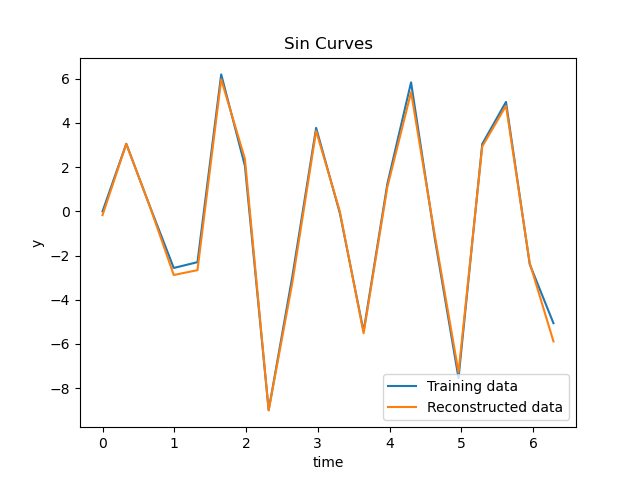 Sin Curves
6
4
2
0
−2
−4
−6
−8
y
0 1 2 3 4 5 6
time
Training data
Reconstructed data